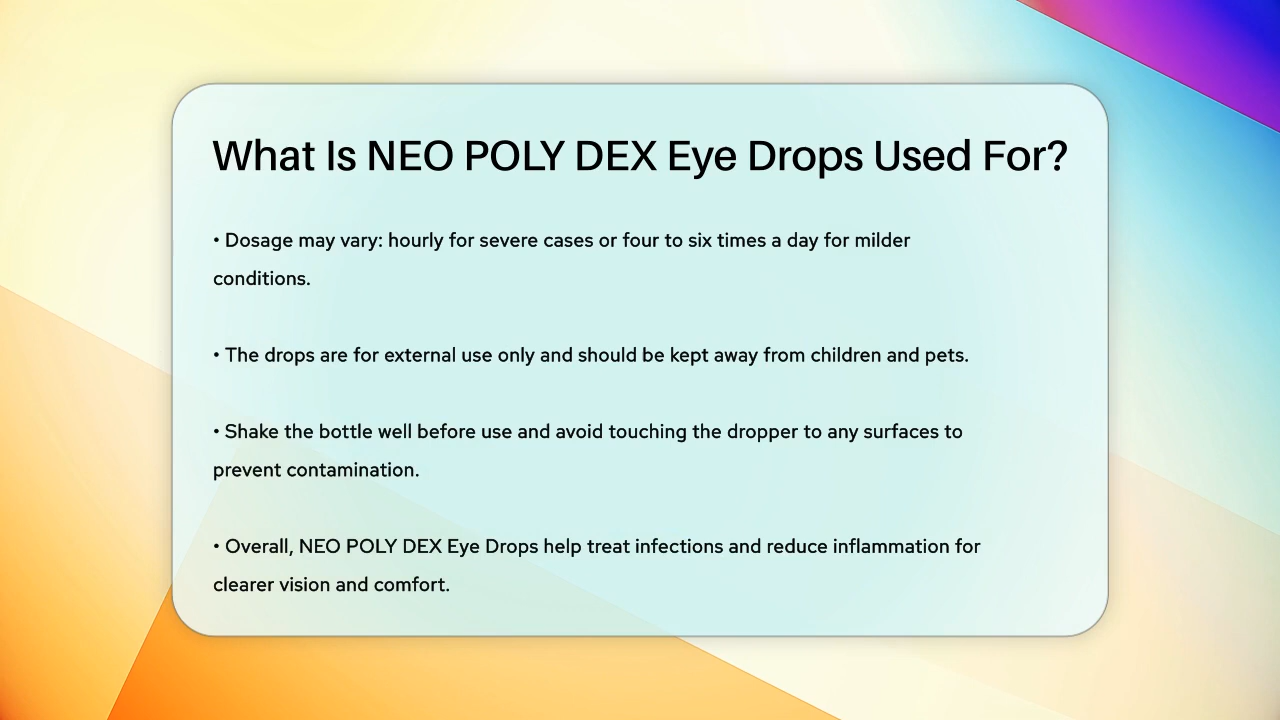 What Is NEO POLY DEX Eye Drops Used For?
• Dosage may vary: hourly for severe cases or four to six times a day for milder
conditions.
• The drops are for external use only and should be kept away from children and pets.
• Shake the bottle well before use and avoid touching the dropper to any surfaces to
prevent contamination.
• Overall, NEO POLY DEX Eye Drops help treat infections and reduce inflammation for
clearer vision and comfort.